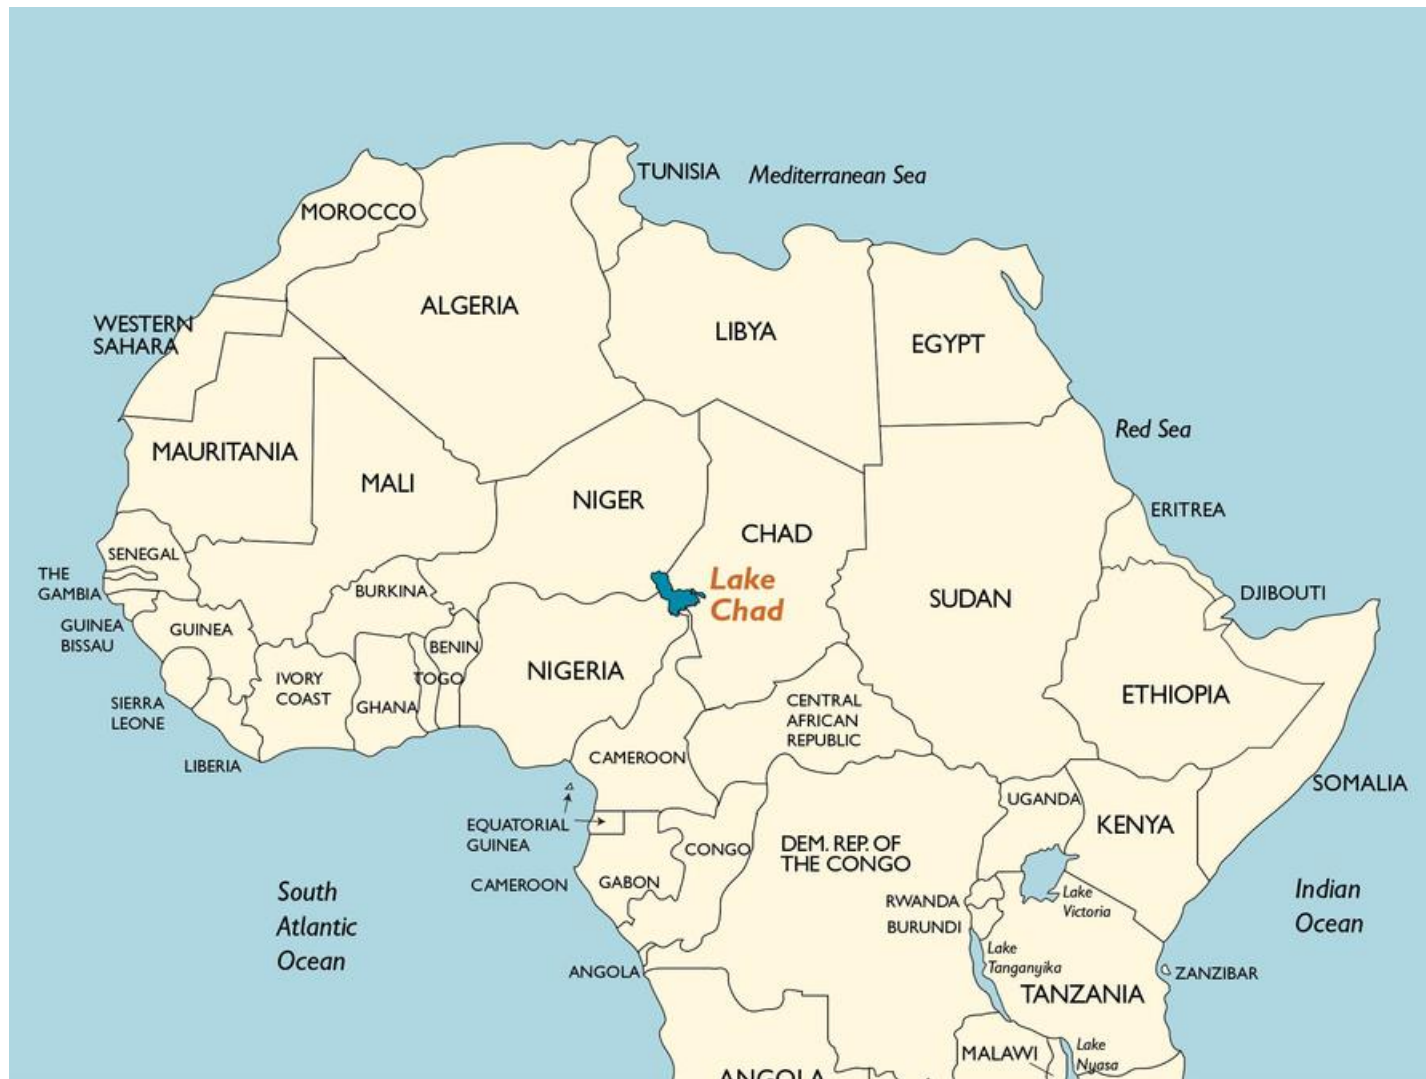 TUNISIA
Mediterranean Sea
MOROCCO
ALGERIA
LIBYA
EGYPT
WESTERN
SAHARA
Red Sea
MAURITANIA
MALI
NIGER
CHAD
ERITREA
SENEGAL
THE
GAMBIA
BURKINA
Lake
Chad
SUDAN
DJIBOUTI
GUINEA
BISSAU
GUINEA
BENIN
NIGERIA
IVORY
COAST
TOGO
GHANA
CENTRAL
AFRICAN
REPUBLIC
ETHIOPIA
SIERRA
LEONE
LIBERIA
CAMEROON
SOMALIA
UGANDA
KENYA
EQUATORIAL
GUINEA
CONGO
DEM. REP. OF
THE CONGO
CAMEROON
GABON
South
Atlantic
Ocean
RWANDA
BURUNDI
Lake
Victoria
Indian
Ocean
Lake
Tanganyika
ANGOLA
ZANZIBAR
TANZANIA
MALAWI
Lake
Nyasa
ANGOLA